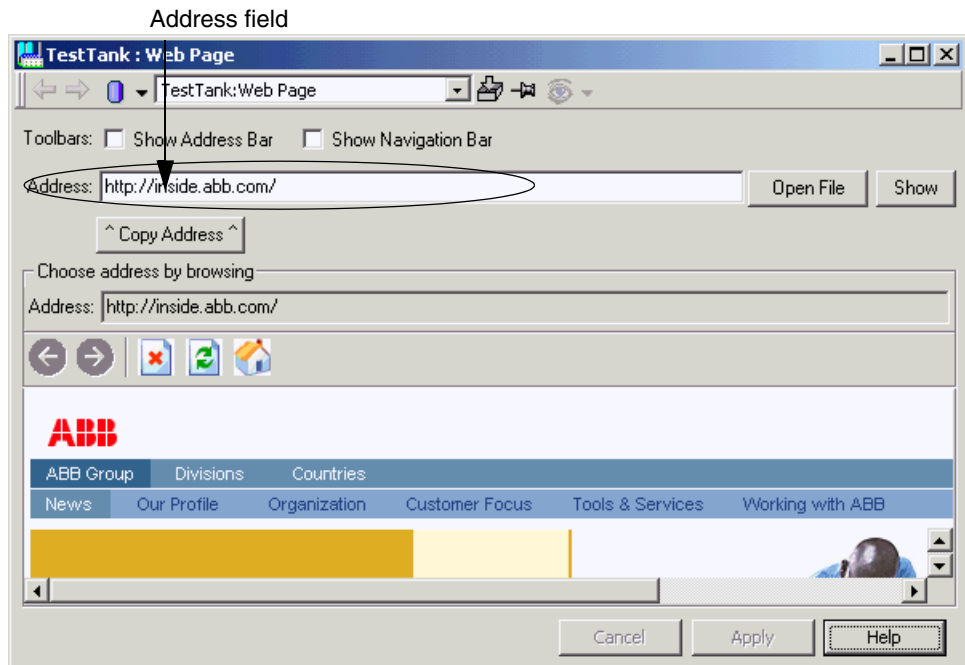 Address field
TestTank : Web Page
TestTank:Web Page
Toolbars: Show Address Bar Show Navigation Bar
Address: http://inside.abb.com/ Open File Show
^ Copy Address ^
Choose address by browsing
Address: http://inside.abb.com/
ABB
ABB Group Divisions Countries
News Our Profile Organization Customer Focus Tools & Services Working with ABB
Cancel Apply Help